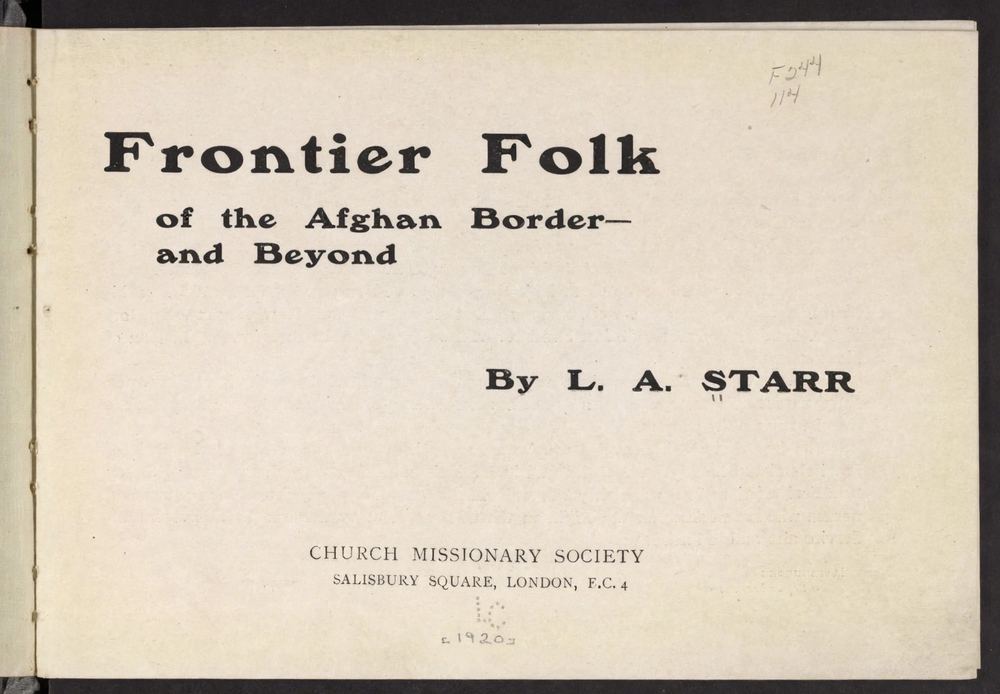 F244
114
Frontier Folk
of the Afghan Border—
and Beyond
By L. A. STARR
CHURCH MISSIONARY SOCIETY
SALISBURY SQUARE, LONDON, E.C. 4
LC
[1920]